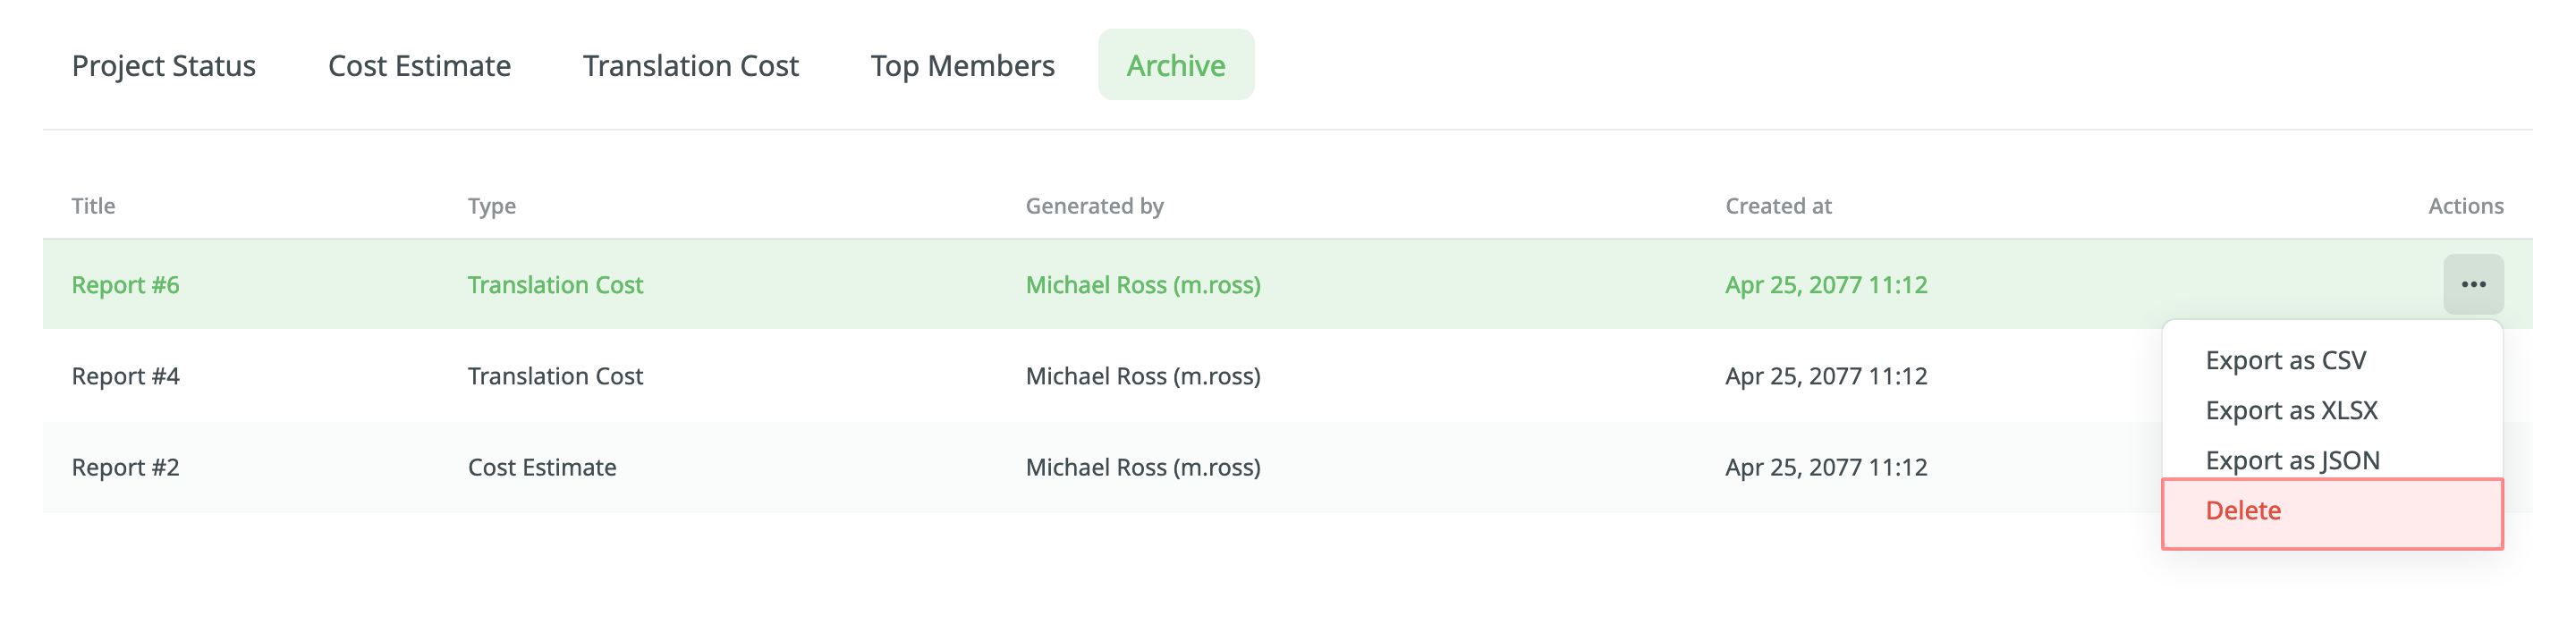 Project Status Cost Estimate Translation Cost Top Members Archive
Title Type Generated by Created at Actions
Report #6 Translation Cost Michael Ross (m.ross) Apr 25, 2077 11:12
Report #4 Translation Cost Michael Ross (m.ross) Apr 25, 2077 11:12
Report #2 Cost Estimate Michael Ross (m.ross) Apr 25, 2077 11:12
Export as CSV
Export as XLSX
Export as JSON
Delete